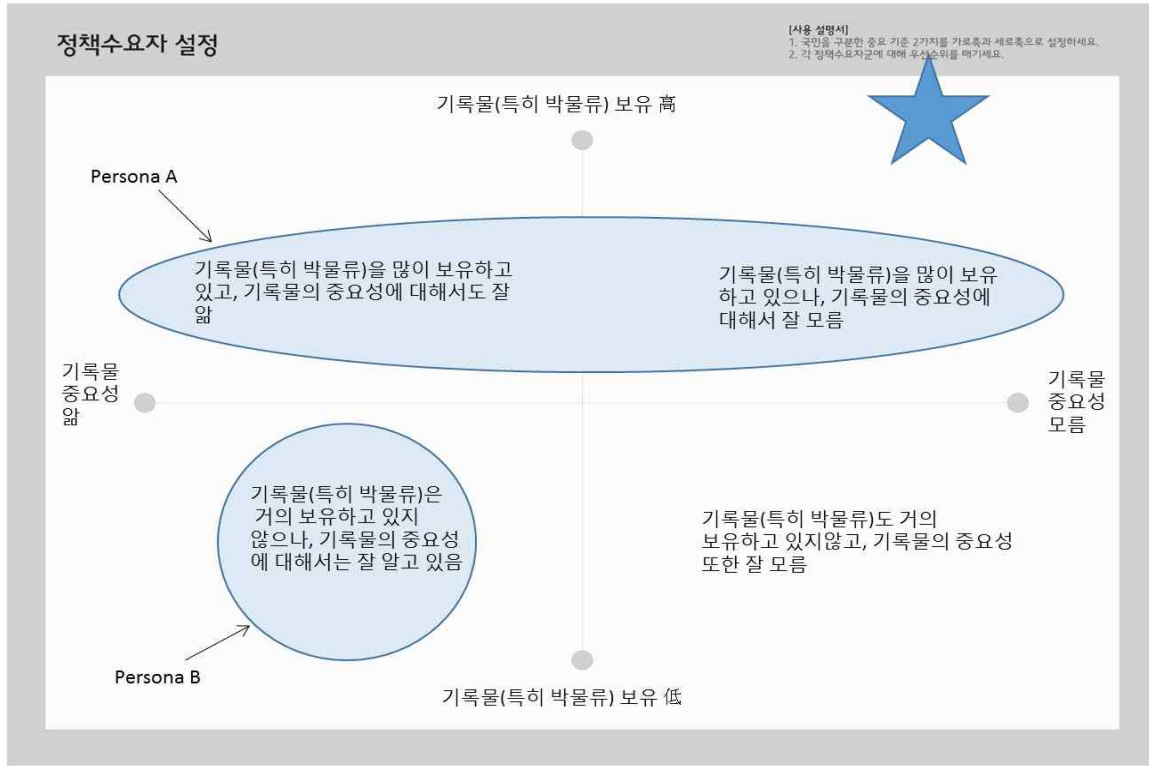 정책수요자 설정
[사용 설명서]
1. 국민을 구분한 중요 기준 2가지를 가로축과 세로축으로 설정하세요.
2. 각 정책수요자군에 대해 우선순위를 매기세요.
기록물(특히 박물류) 보유 高
Persona A
기록물(특히 박물류)을 많이 보유하고
있고, 기록물의 중요성에 대해서도 잘
앎
기록물(특히 박물류)을 많이 보유
하고 있으나, 기록물의 중요성에
대해서 잘 모름
기록물
중요성
앎
기록물
중요성
모름
기록물(특히 박물류)은
거의 보유하고 있지
않으나, 기록물의 중요성
에 대해서는 잘 알고 있음
기록물(특히 박물류)도 거의
보유하고 있지않고, 기록물의 중요성
또한 잘 모름
Persona B
기록물(특히 박물류) 보유 低